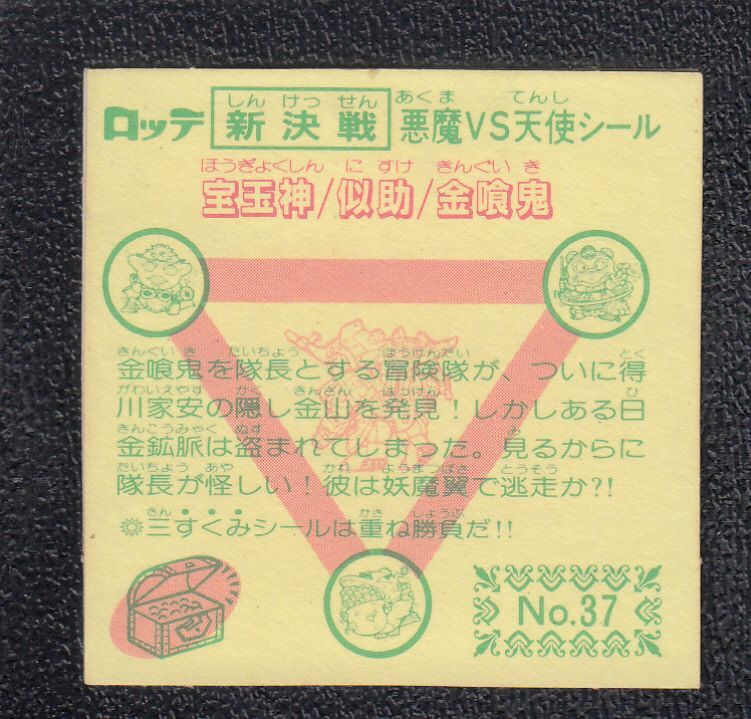 ロッテ 新決戦 悪魔VS天使シール
しん けっ せん あくま てんし
ほうぎょくしん に すけ きんぐい き
宝玉神/似助/金喰鬼
きんぐい き たいちょう ぼうけんたい とく
金喰鬼を隊長とする冒険隊が、ついに得
がわいえやす かく きんざん はっけん ひ
川家安の隠し金山を発見！しかしある日
きんこうみゃく ぬす み
金鉱脈は盗まれてしまった。見るからに
たいちょう あや かれ ようまつばさ とうそう
隊長が怪しい！彼は妖魔翼で逃走か?!
さん かさ しょうぶ
三すくみシールは重ね勝負だ!!
No.37